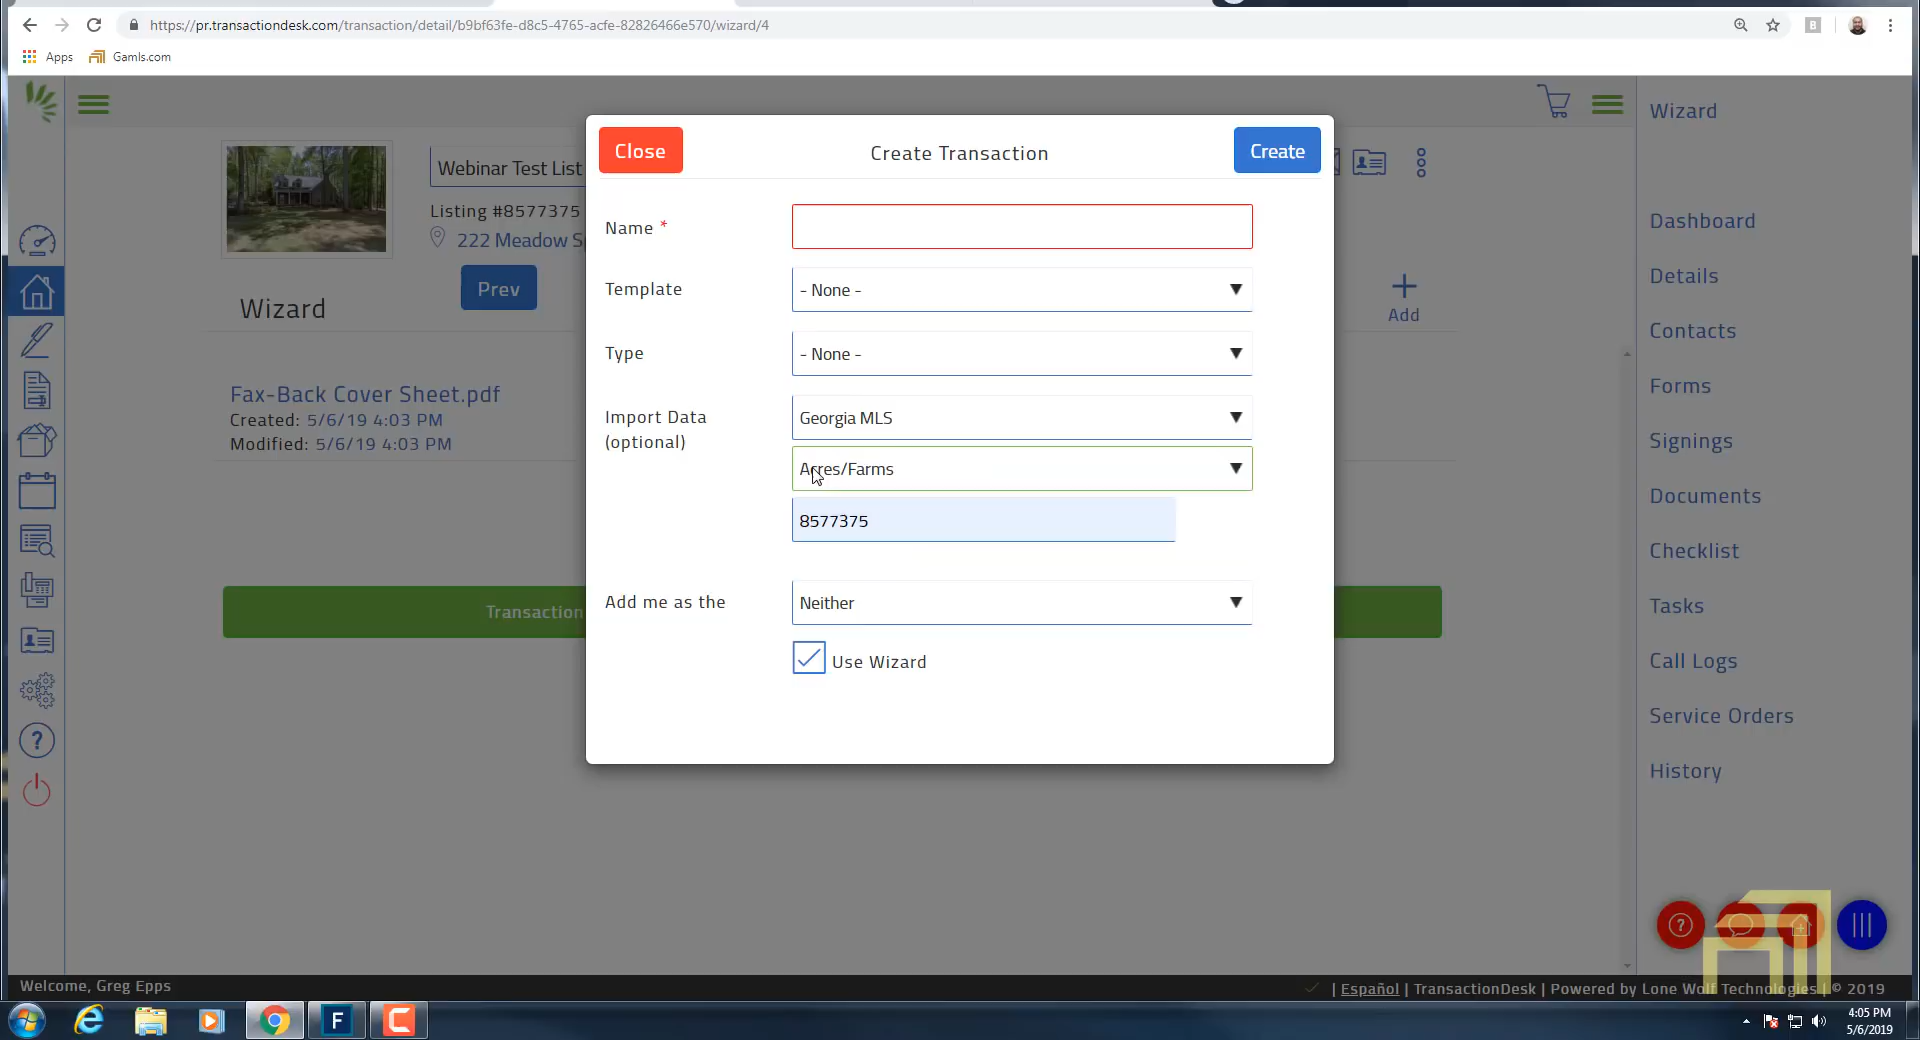 https://pr.transactiondesk.com/transaction/detail/b9bf63fe-d8c5-4765-acfe-82826466e570/wizard/4
B
Apps
Gamls.com
Close
Create Transaction
Create
Webinar Test List
Listing #8577375
222 Meadow S
Prev
Wizard
Add
Fax-Back Cover Sheet.pdf
Created: 5/6/19 4:03 PM
Modified: 5/6/19 4:03 PM
Transaction
Name *
Template
- None -
Type
- None -
Import Data
(optional)
Georgia MLS
Acres/Farms
8577375
Add me as the
Neither
Use Wizard
Wizard
Dashboard
Details
Contacts
Forms
Signings
Documents
Checklist
Tasks
Call Logs
Service Orders
History
Welcome, Greg Epps
| Español | TransactionDesk | Powered by Lone Wolf Technologies | © 2019
F
4:05 PM
5/6/2019